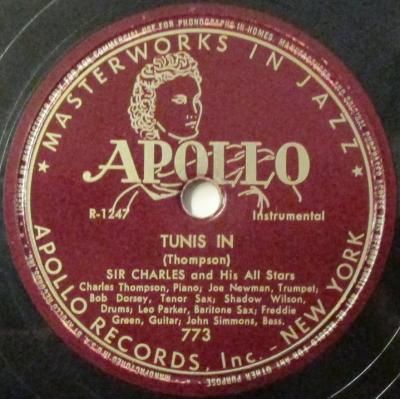 ★ MASTERWORKS IN JAZZ ★
APOLLO
R-1247 Instrumental
TUNIS IN
(Thompson)
SIR CHARLES and His All Stars
Charles Thompson, Piano; Joe Newman, Trumpet;
Bob Dorsey, Tenor Sax; Shadow Wilson,
Drums; Leo Parker, Baritone Sax; Freddie
Green, Guitar; John Simmons, Bass.
773
APOLLO RECORDS, Inc. - NEW YORK